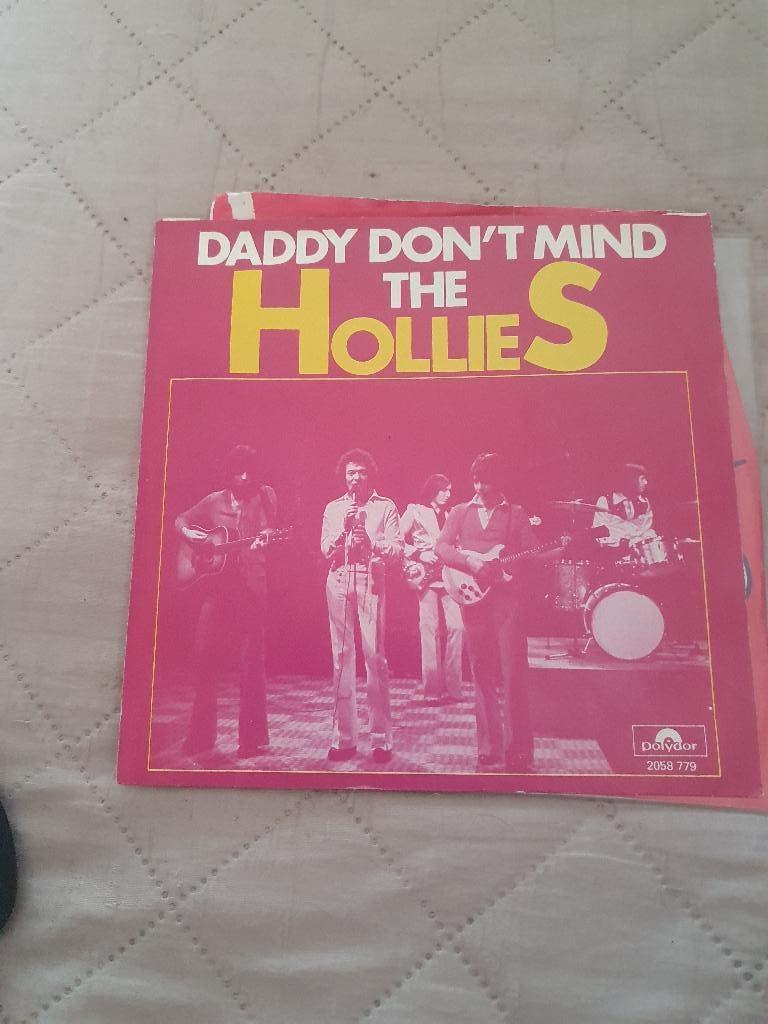 DADDY DON'T MIND
THE
HOLLIES
polydor
2058 779